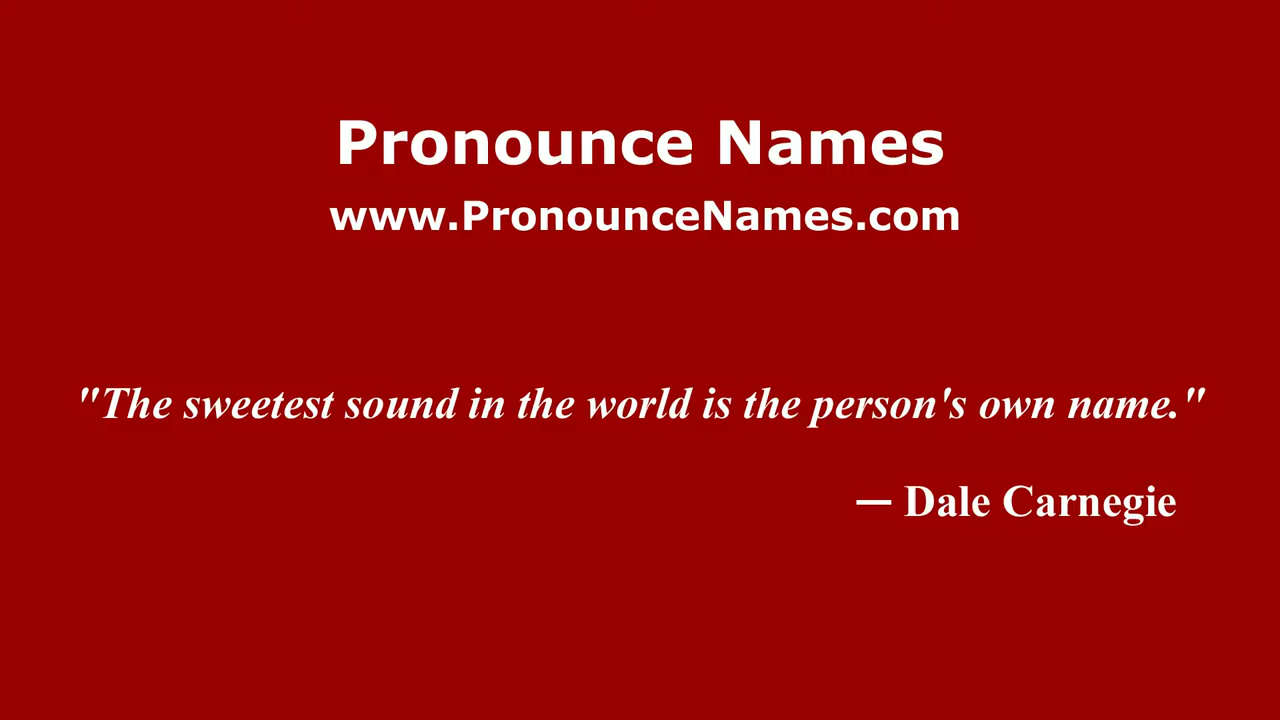 Pronounce Names
www.PronounceNames.com
"The sweetest sound in the world is the person's own name."
— Dale Carnegie